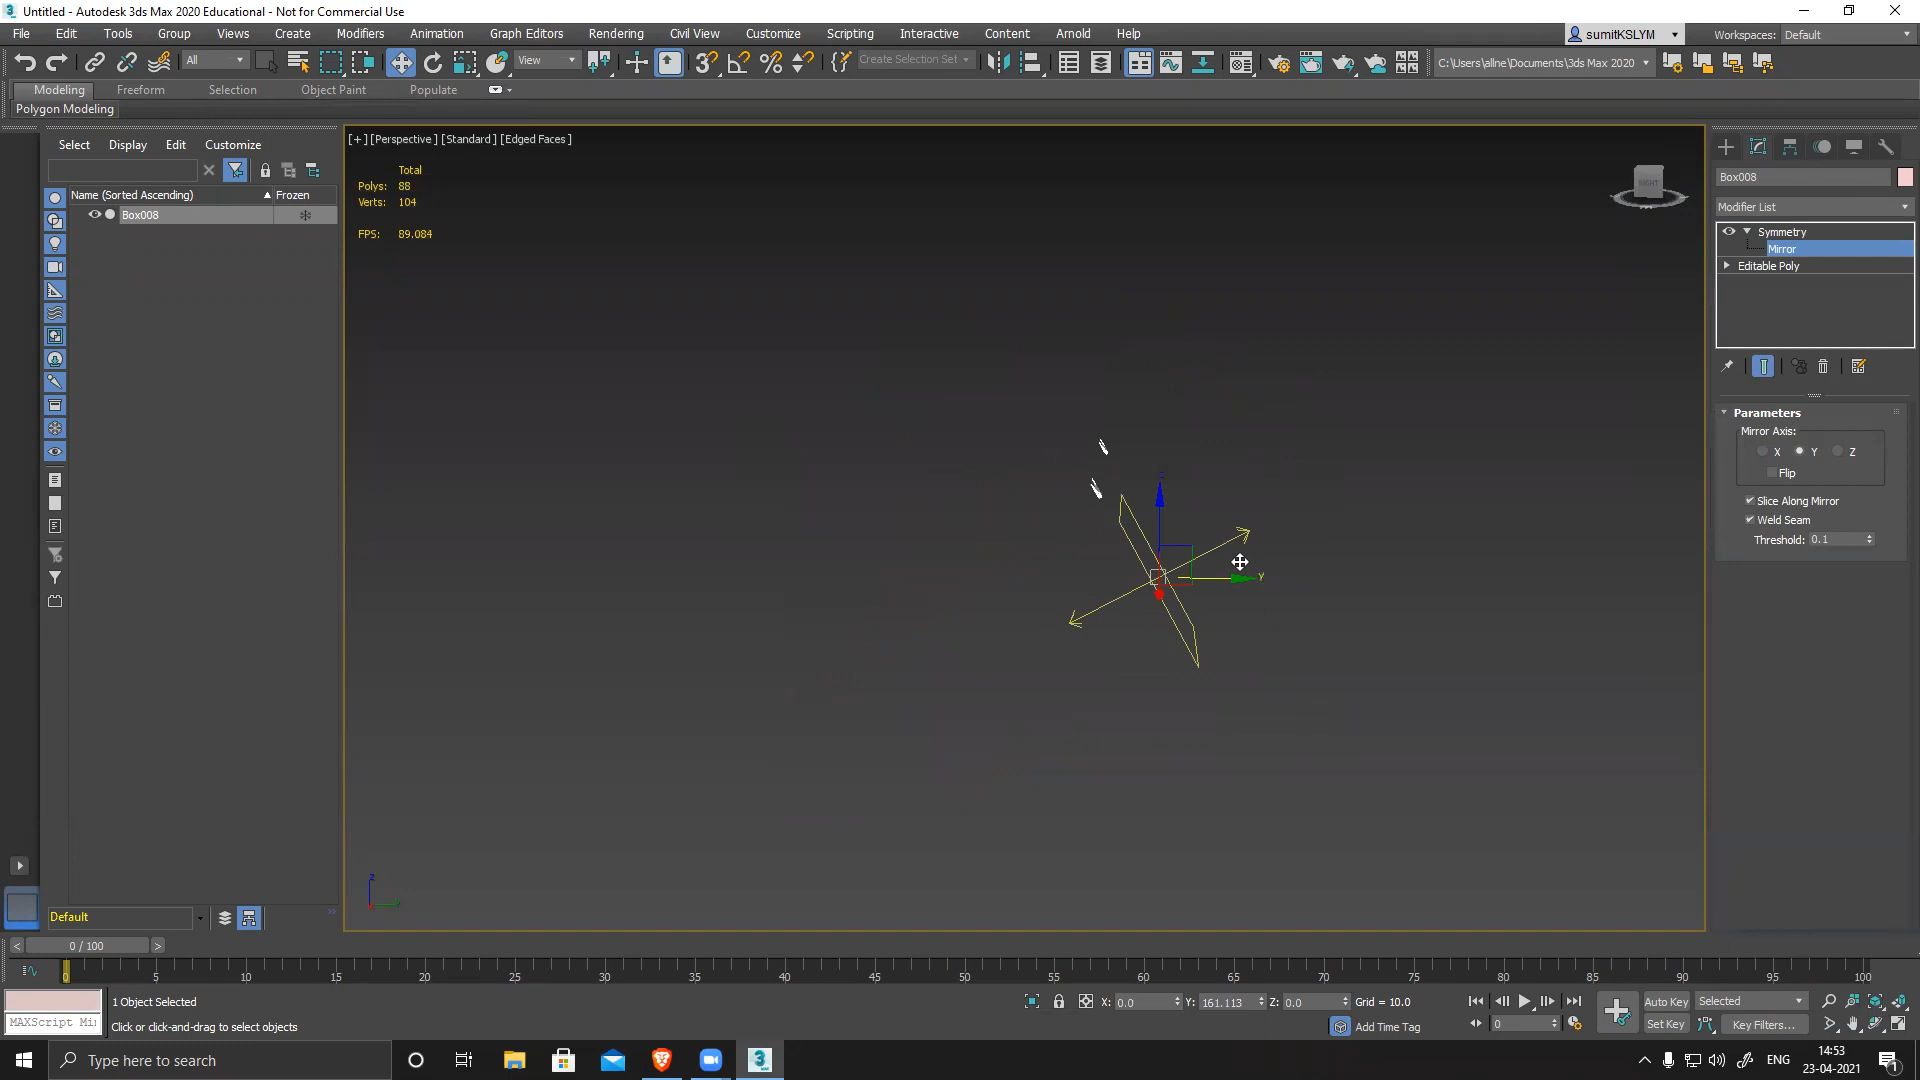 Untitled - Autodesk 3ds Max 2020 Educational - Not for Commercial Use
File Edit Tools Group Views Create Modifiers Animation Graph Editors Rendering Civil View Customize Scripting Interactive Content Arnold Help
sumitKSLYM
Workspaces: Default
All
View
Create Selection Set
C:\Users\allne\Documents\3ds Max 2020
Modeling Freeform Selection Object Paint Populate
Polygon Modeling
Select Display Edit Customize
Name (Sorted Ascending) Frozen
Box008
[+] [Perspective] [Standard] [Edged Faces]
Total
Polys: 88
Verts: 104
FPS: 89.084
RIGHT
z
y
z
Box008
Modifier List
Symmetry
Mirror
Editable Poly
Parameters
Mirror Axis:
X Y Z
Flip
Slice Along Mirror
Weld Seam
Threshold: 0.1
Default
0 / 100
0 5 10 15 20 25 30 35 40 45 50 55 60 65 70 75 80 85 90 95 100
1 Object Selected
X: 0.0 Y: 161.113 Z: 0.0 Grid = 10.0
Auto Key Selected
MAXScript Mi
Click or click-and-drag to select objects
Add Time Tag
0
Set Key Key Filters...
Type here to search
ENG
14:53
23-04-2021
1